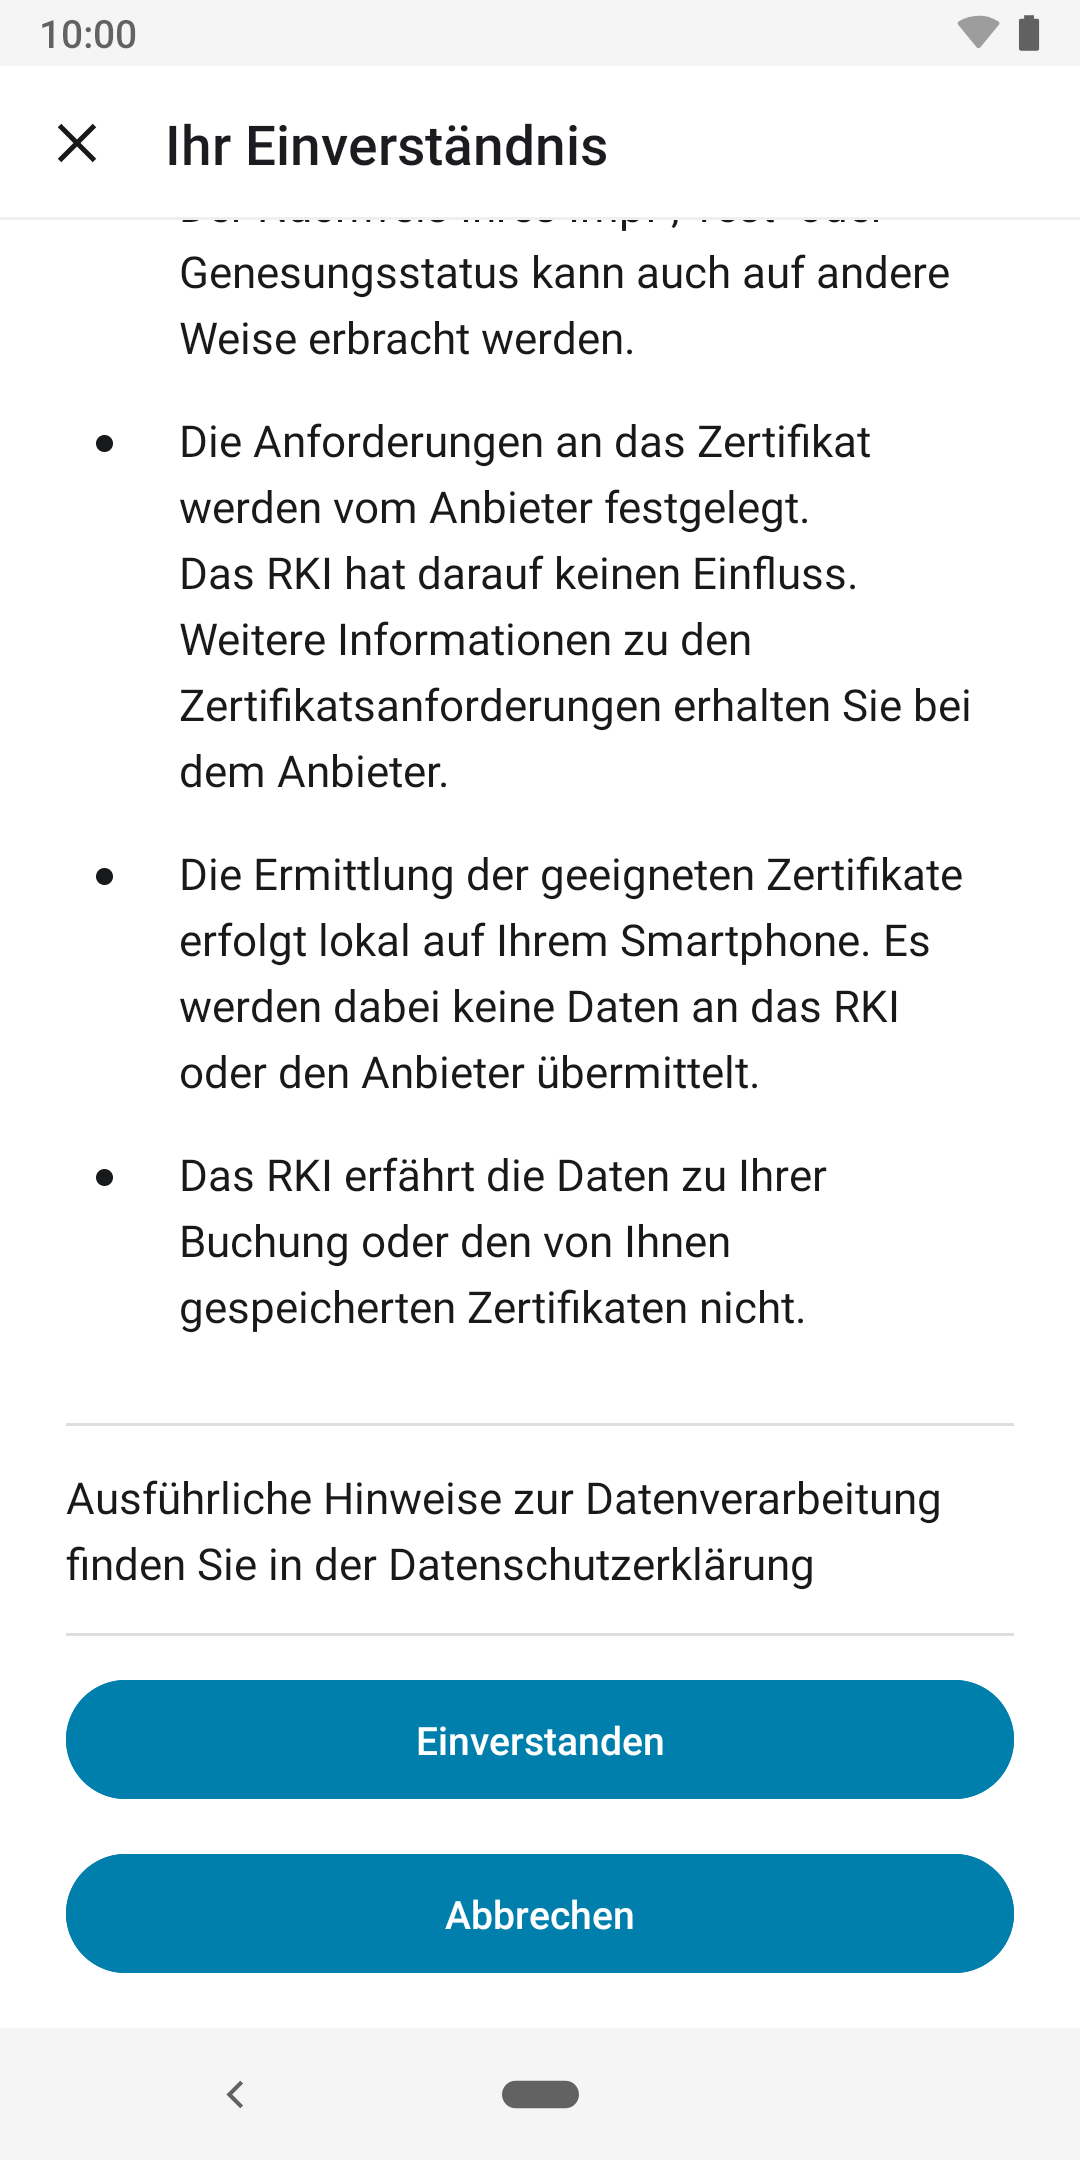 10:00
Ihr Einverständnis
Genesungsstatus kann auch auf andere
Weise erbracht werden.
Die Anforderungen an das Zertifikat
werden vom Anbieter festgelegt.
Das RKI hat darauf keinen Einfluss.
Weitere Informationen zu den
Zertifikatsanforderungen erhalten Sie bei
dem Anbieter.
Die Ermittlung der geeigneten Zertifikate
erfolgt lokal auf Ihrem Smartphone. Es
werden dabei keine Daten an das RKI
oder den Anbieter übermittelt.
Das RKI erfährt die Daten zu Ihrer
Buchung oder den von Ihnen
gespeicherten Zertifikaten nicht.
Ausführliche Hinweise zur Datenverarbeitung
finden Sie in der Datenschutzerklärung
Einverstanden
Abbrechen